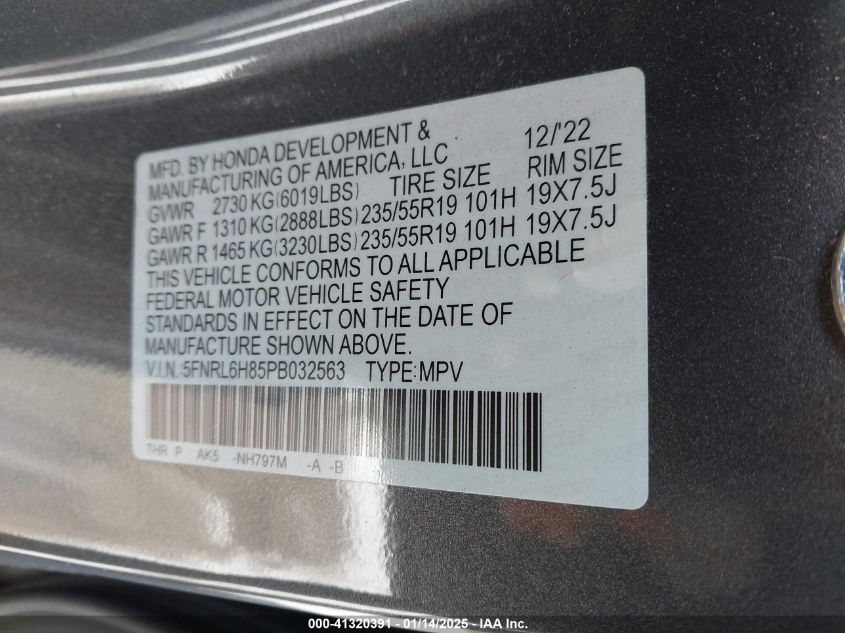 MFD. BY HONDA DEVELOPMENT & 12/'22
MANUFACTURING OF AMERICA, LLC RIM SIZE
GVWR 2730 KG(6019LBS) TIRE SIZE
GAWR F 1310 KG(2888LBS) 235/55R19 101H 19X7.5J
GAWR R 1465 KG(3230LBS) 235/55R19 101H 19X7.5J
THIS VEHICLE CONFORMS TO ALL APPLICABLE
FEDERAL MOTOR VEHICLE SAFETY
STANDARDS IN EFFECT ON THE DATE OF
MANUFACTURE SHOWN ABOVE.
V.I.N.:5FNRL6H85PB032563 TYPE:MPV
THR P AK5 -NH797M -A -B
000-41320391 - 01/14/2025 - IAA, Inc.